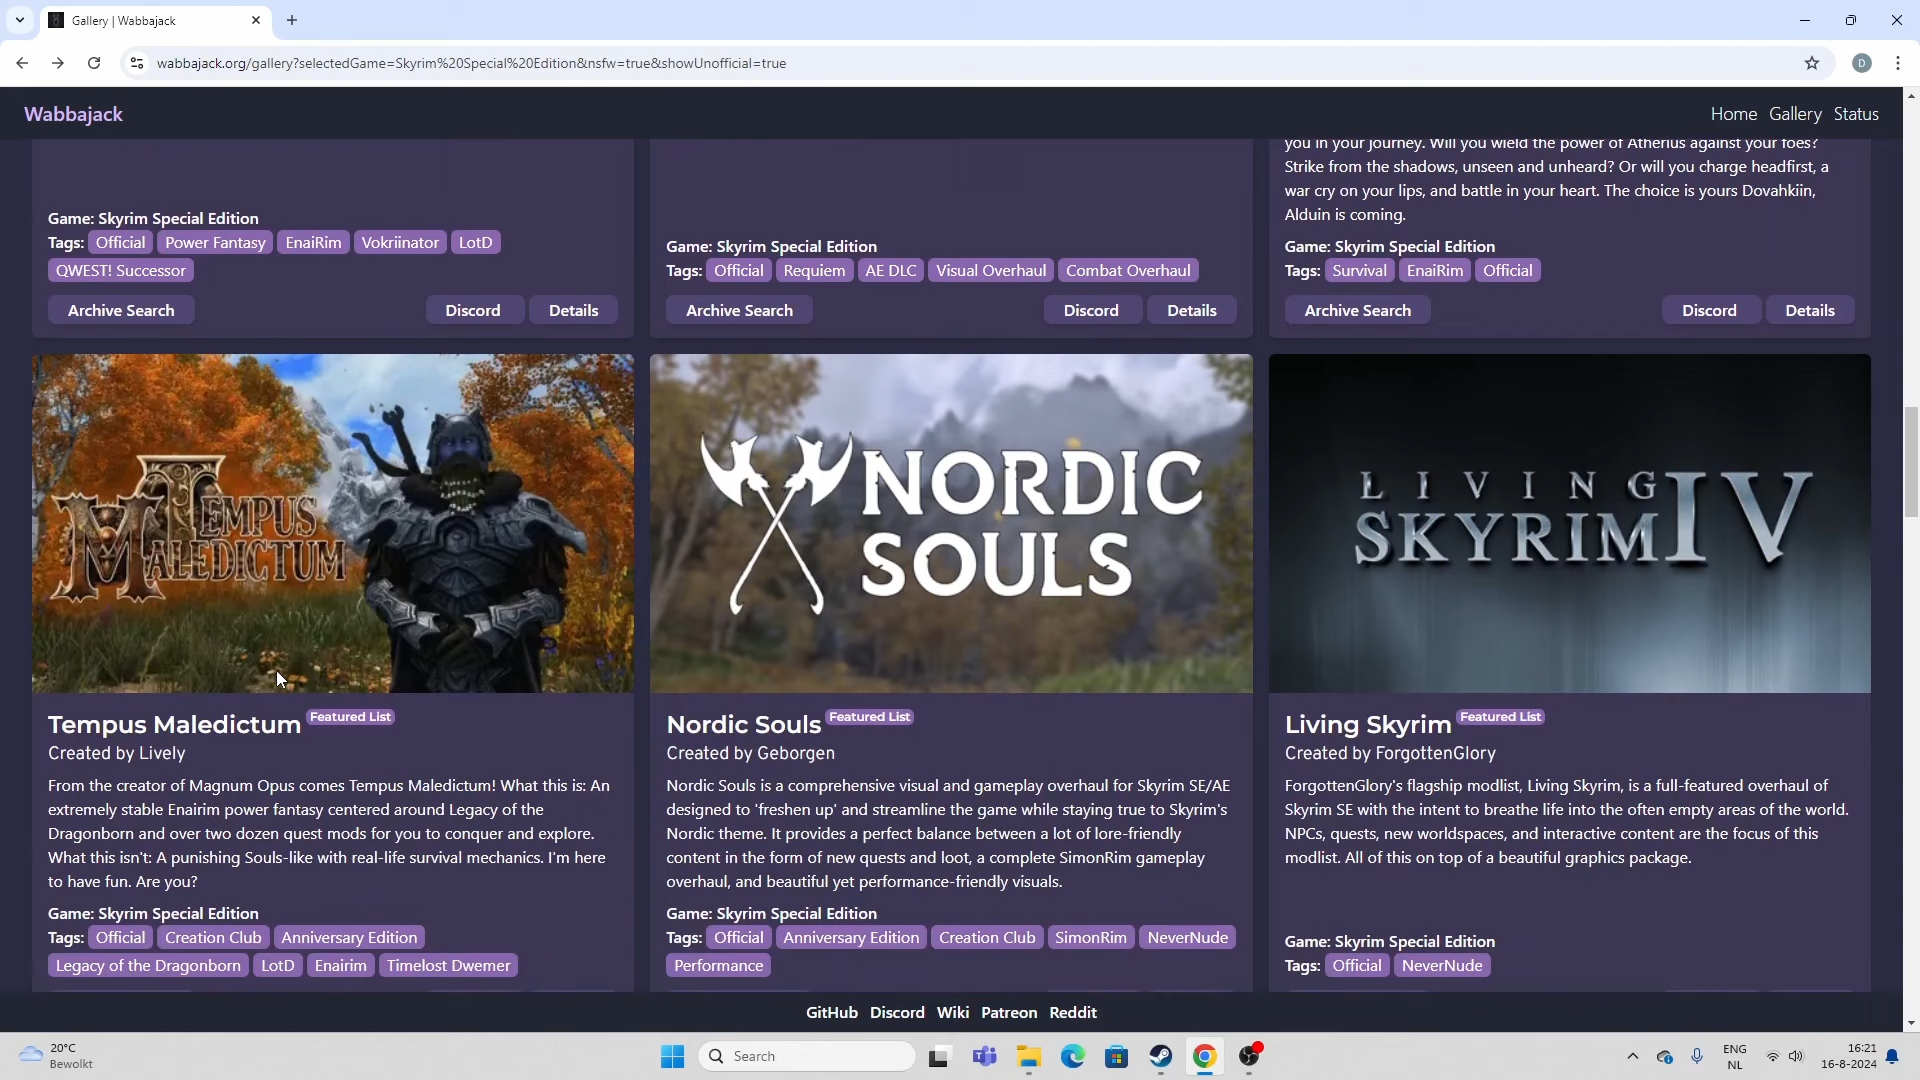 Gallery | Wabbajack
wabbajack.org/gallery?selectedGame=Skyrim%20Special%20Edition&nsfw=true&showUnofficial=true
D
Wabbajack
Home Gallery Status
Game: Skyrim Special Edition
Tags: Official Power Fantasy EnaiRim Vokriinator LotD
QWEST! Successor
Archive Search Discord Details
Game: Skyrim Special Edition
Tags: Official Requiem AE DLC Visual Overhaul Combat Overhaul
Archive Search Discord Details
you in your journey. Will you wield the power of Atherius against your foes?
Strike from the shadows, unseen and unheard? Or will you charge headfirst, a
war cry on your lips, and battle in your heart. The choice is yours Dovahkiin,
Alduin is coming.
Game: Skyrim Special Edition
Tags: Survival EnaiRim Official
Archive Search Discord Details
TEMPUS
MALEDICTUM
Tempus Maledictum Featured List
Created by Lively
From the creator of Magnum Opus comes Tempus Maledictum! What this is: An
extremely stable Enairim power fantasy centered around Legacy of the
Dragonborn and over two dozen quest mods for you to conquer and explore.
What this isn't: A punishing Souls-like with real-life survival mechanics. I'm here
to have fun. Are you?
Game: Skyrim Special Edition
Tags: Official Creation Club Anniversary Edition
Legacy of the Dragonborn LotD Enairim Timelost Dwemer
NORDIC
SOULS
Nordic Souls Featured List
Created by Geborgen
Nordic Souls is a comprehensive visual and gameplay overhaul for Skyrim SE/AE
designed to 'freshen up' and streamline the game while staying true to Skyrim's
Nordic theme. It provides a perfect balance between a lot of lore-friendly
content in the form of new quests and loot, a complete SimonRim gameplay
overhaul, and beautiful yet performance-friendly visuals.
Game: Skyrim Special Edition
Tags: Official Anniversary Edition Creation Club SimonRim NeverNude
Performance
LIVING
SKYRIM IV
Living Skyrim Featured List
Created by ForgottenGlory
ForgottenGlory's flagship modlist, Living Skyrim, is a full-featured overhaul of
Skyrim SE with the intent to breathe life into the often empty areas of the world.
NPCs, quests, new worldspaces, and interactive content are the focus of this
modlist. All of this on top of a beautiful graphics package.
Game: Skyrim Special Edition
Tags: Official NeverNude
GitHub Discord Wiki Patreon Reddit
20°C
Bewolkt
Search
ENG
NL
16:21
16-8-2024